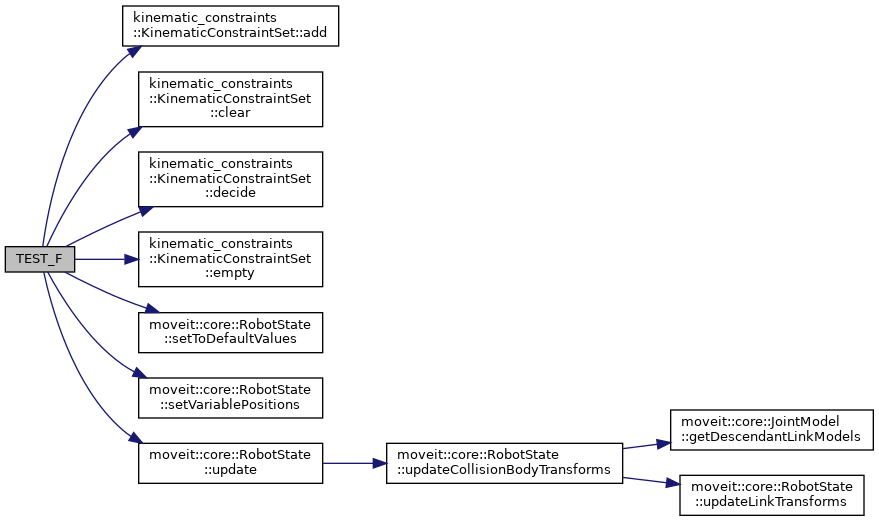 kinematic_constraints
::KinematicConstraintSet::add
kinematic_constraints
::KinematicConstraintSet
::clear
kinematic_constraints
::KinematicConstraintSet
::decide
TEST_F
kinematic_constraints
::KinematicConstraintSet
::empty
moveit::core::RobotState
::setToDefaultValues
moveit::core::RobotState
::setVariablePositions
moveit::core::RobotState
::update
moveit::core::RobotState
::updateCollisionBodyTransforms
moveit::core::JointModel
::getDescendantLinkModels
moveit::core::RobotState
::updateLinkTransforms